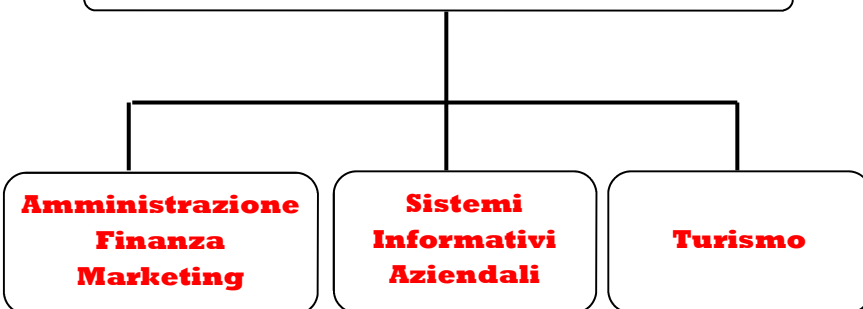 Amministrazione
Finanza
Marketing
Sistemi
Informativi
Aziendali
Turismo